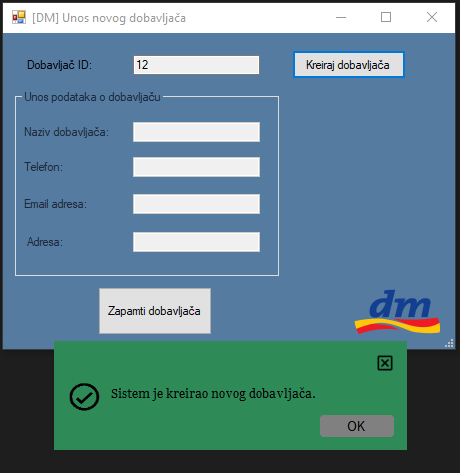 [DM] Unos novog dobavljača
Dobavljač ID:
12
Kreiraj dobavljača
Unos podataka o dobavljaču
Naziv dobavljača:
Telefon:
Email adresa:
Adresa:
Zapamti dobavljača
dm
Sistem je kreirao novog dobavljača.
OK